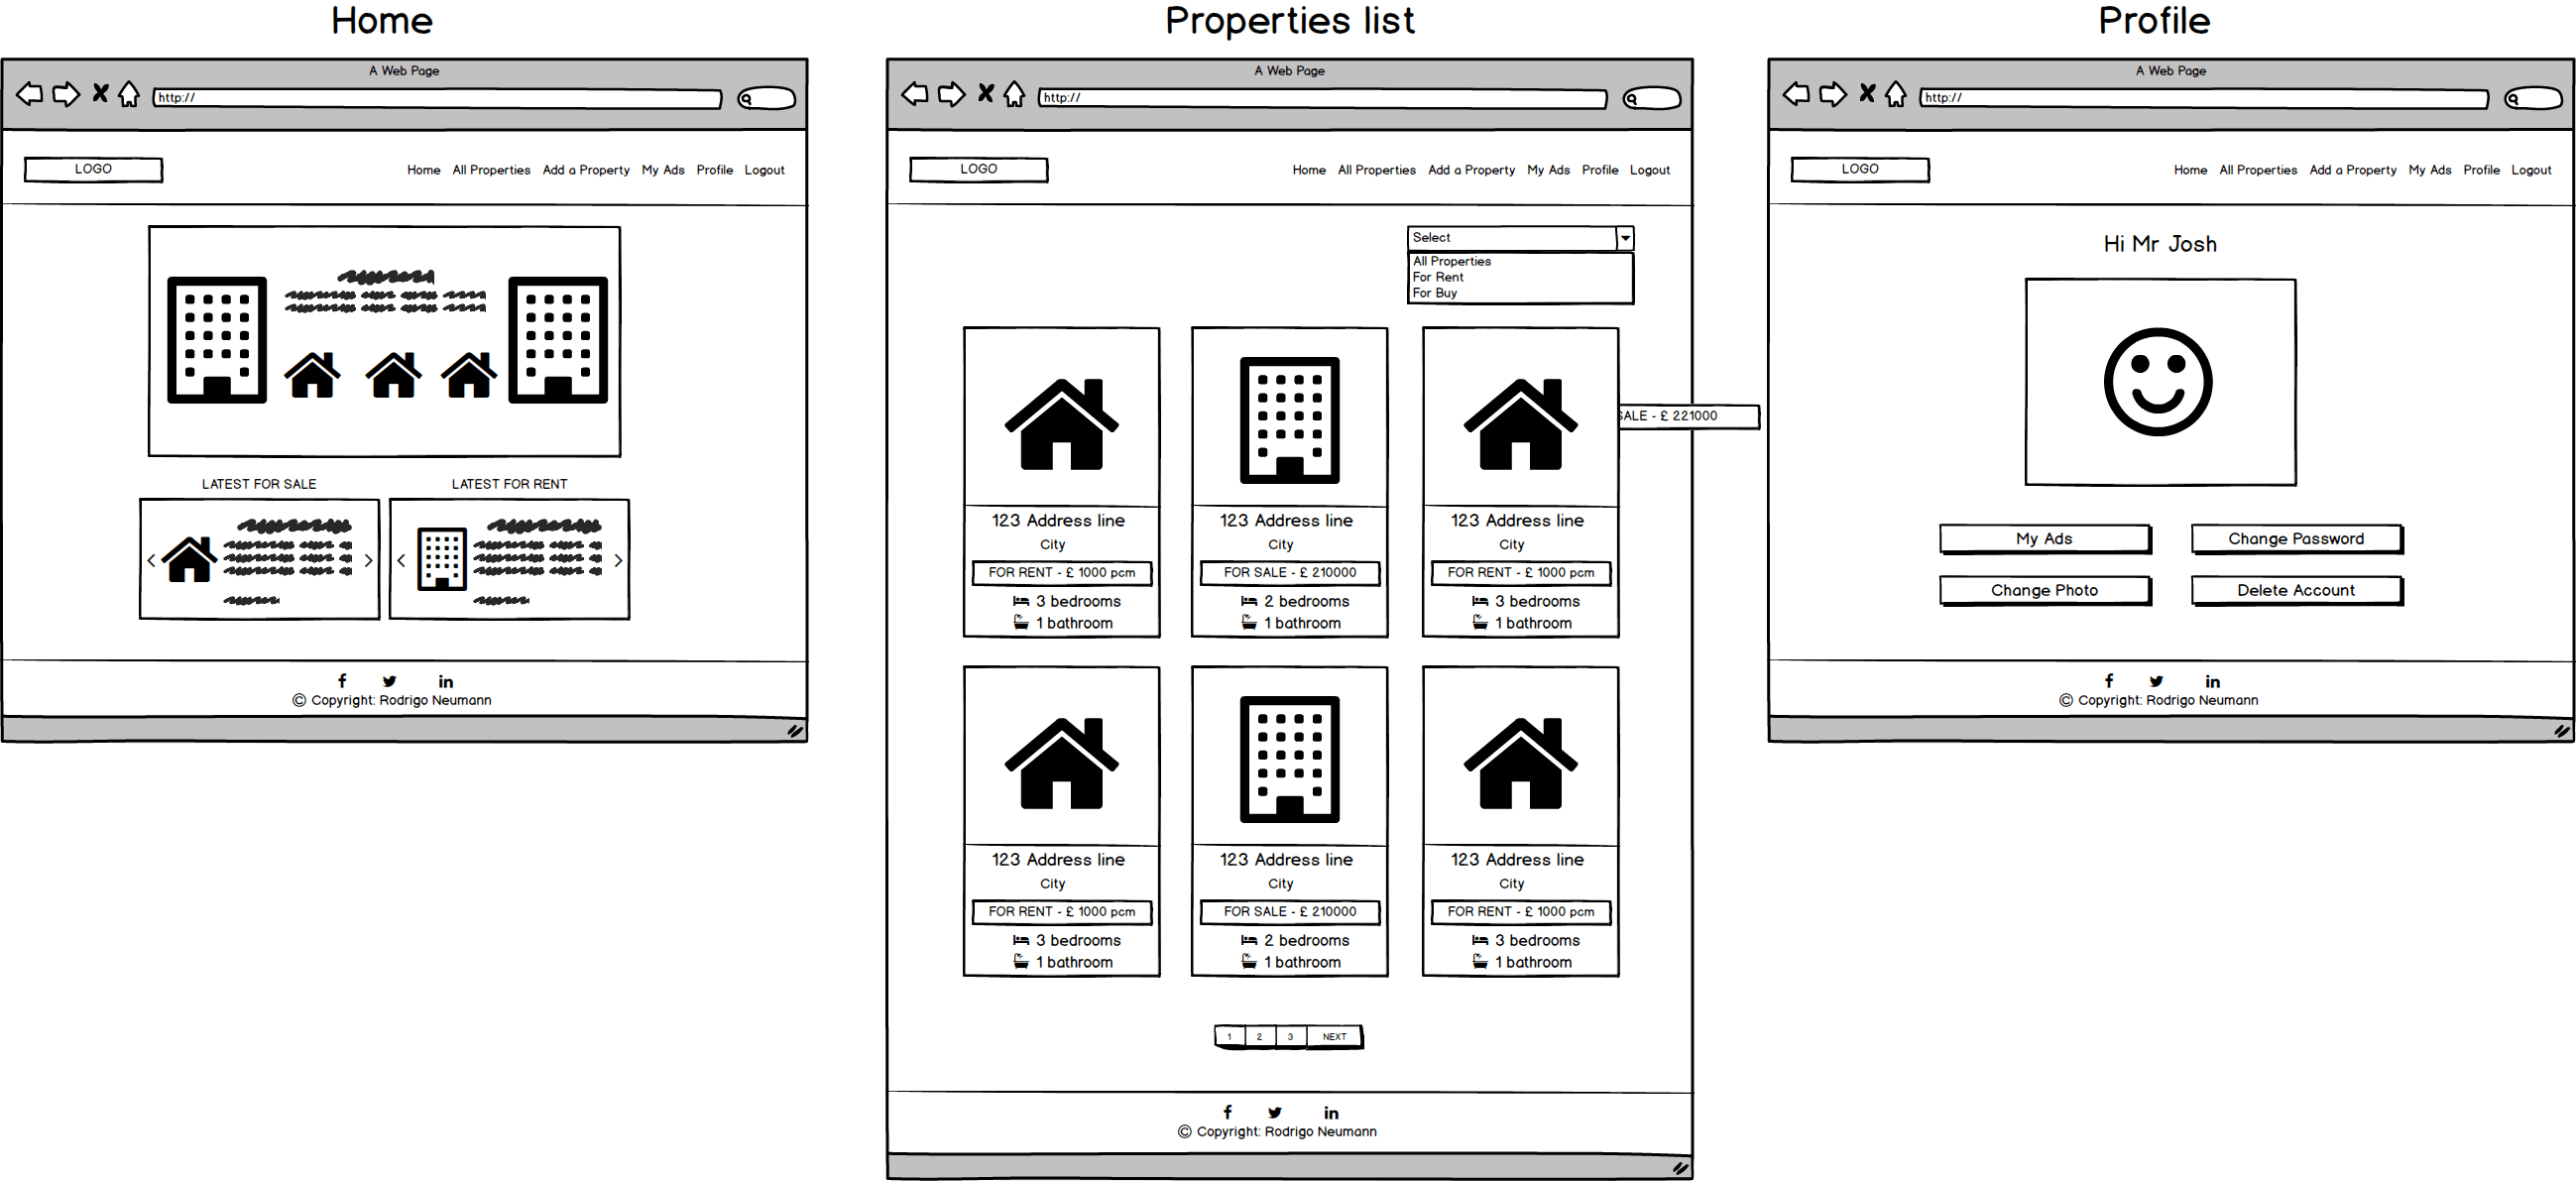 Home
A Web Page
http://
LOGO
Home All Properties Add a Property My Ads Profile Logout
LATEST FOR SALE
LATEST FOR RENT
© Copyright: Rodrigo Neumann
Properties list
A Web Page
http://
LOGO
Home All Properties Add a Property My Ads Profile Logout
Select
All Properties
For Rent
For Buy
SALE - £ 221000
123 Address line
City
FOR RENT - £ 1000 pcm
3 bedrooms
1 bathroom
123 Address line
City
FOR SALE - £ 210000
2 bedrooms
1 bathroom
123 Address line
City
FOR RENT - £ 1000 pcm
3 bedrooms
1 bathroom
123 Address line
City
FOR RENT - £ 1000 pcm
3 bedrooms
1 bathroom
123 Address line
City
FOR SALE - £ 210000
2 bedrooms
1 bathroom
123 Address line
City
FOR RENT - £ 1000 pcm
3 bedrooms
1 bathroom
1 2 3 NEXT
© Copyright: Rodrigo Neumann
Profile
A Web Page
http://
LOGO
Home All Properties Add a Property My Ads Profile Logout
Hi Mr Josh
My Ads
Change Password
Change Photo
Delete Account
© Copyright: Rodrigo Neumann